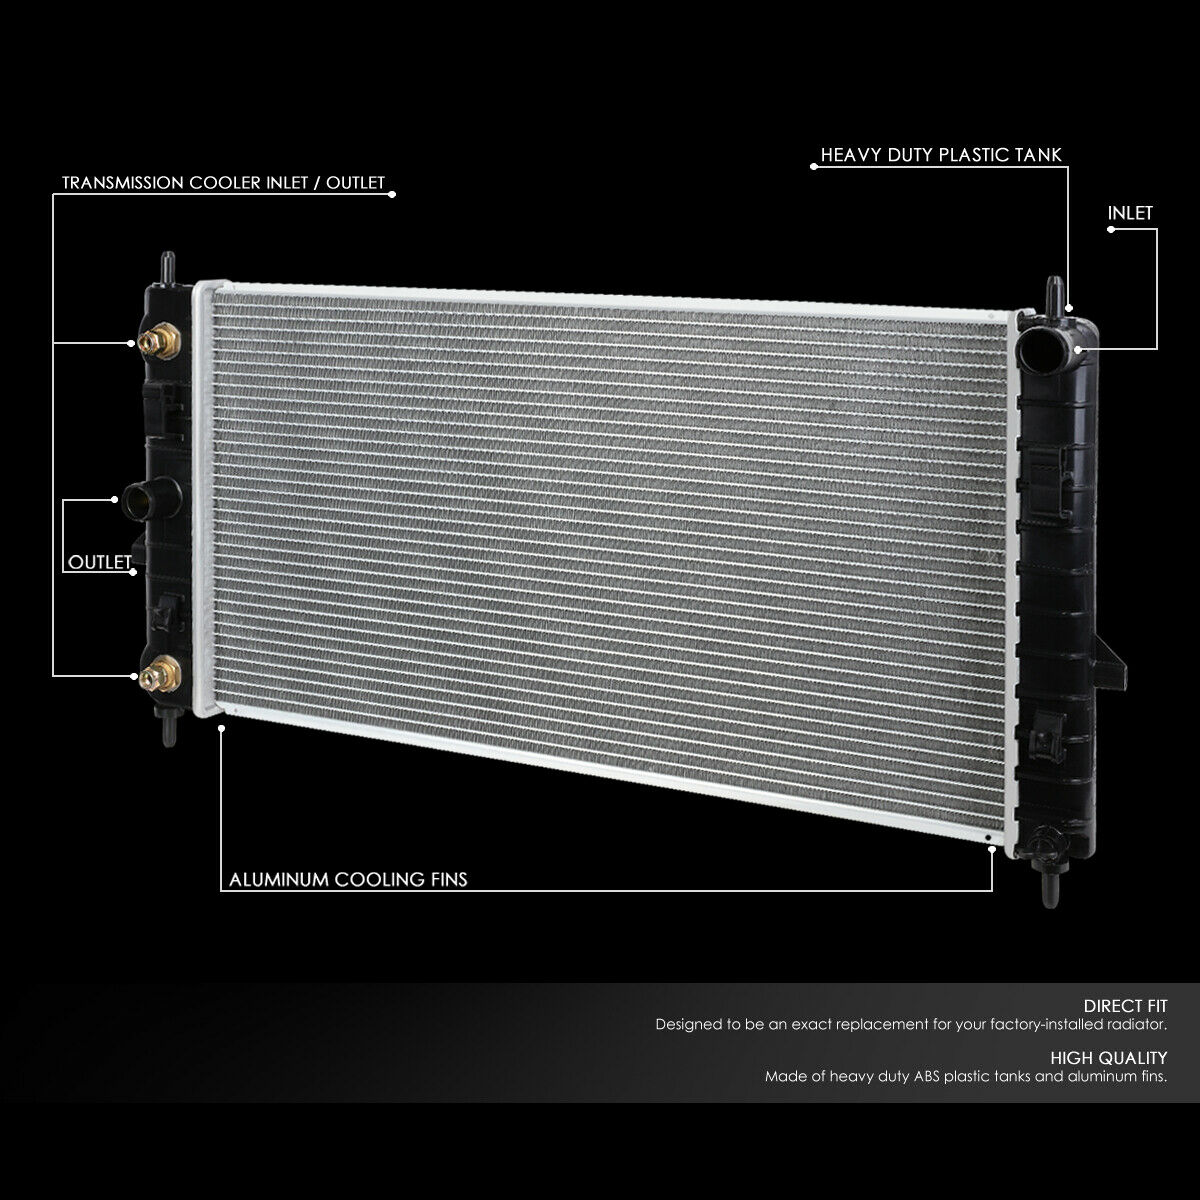 HEAVY DUTY PLASTIC TANK
TRANSMISSION COOLER INLET / OUTLET
INLET
OUTLET
ALUMINUM COOLING FINS
DIRECT FIT
Designed to be an exact replacement for your factory-installed radiator.
HIGH QUALITY
Made of heavy duty ABS plastic tanks and aluminum fins.